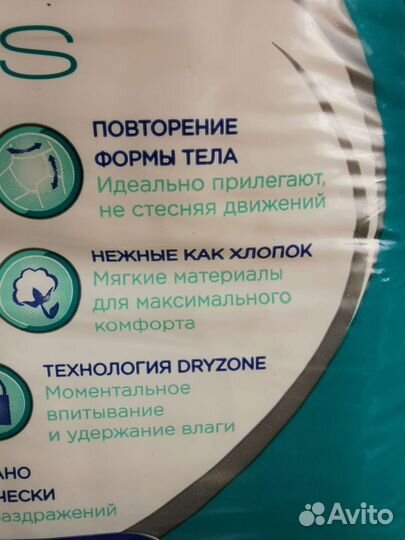 S
ПОВТОРЕНИЕ
ФОРМЫ ТЕЛА
Идеально прилегают,
не стесняя движений
НЕЖНЫЕ КАК ХЛОПОК
Мягкие материалы
для максимального
комфорта
ТЕХНОЛОГИЯ DRYZONE
Моментальное
впитывание
и удержание влаги
Avito